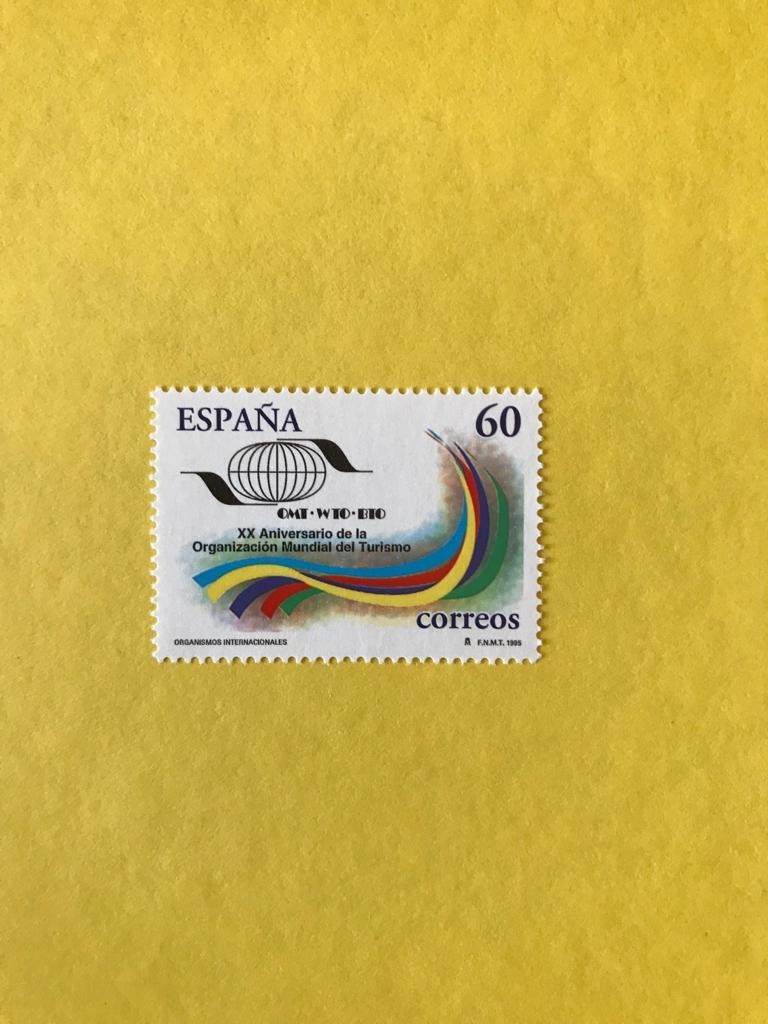 ESPAÑA
60
OMT • WTO • BTO
XX Aniversario de la
Organización Mundial del Turismo
correos
ORGANISMOS INTERNACIONALES
F.N.M.T. 1995